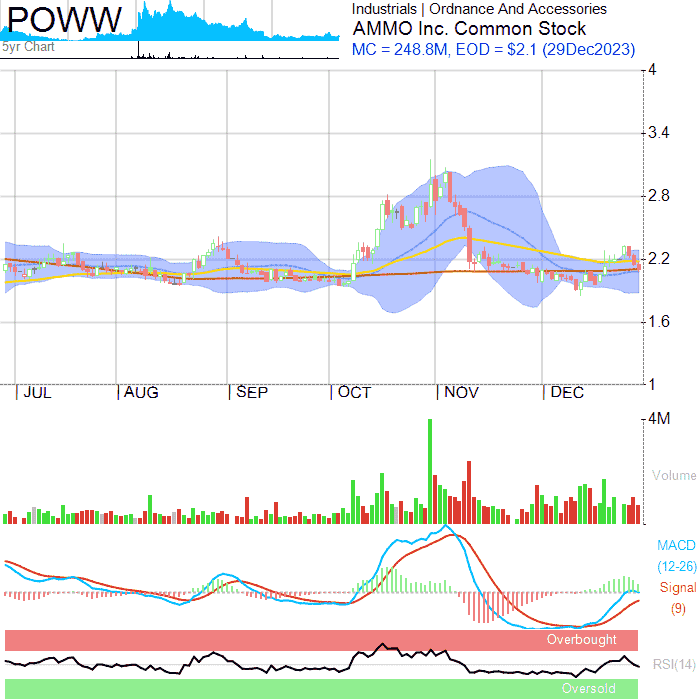 POWW
5yr Chart
Industrials | Ordnance And Accessories
AMMO Inc. Common Stock
MC = 248.8M, EOD = $2.1 (29Dec2023)
4
3.4
2.8
2.2
1.6
1
| JUL | AUG | SEP | OCT | NOV | DEC
4M
Volume
MACD
(12-26)
Signal
(9)
Overbought
RSI(14)
Oversold